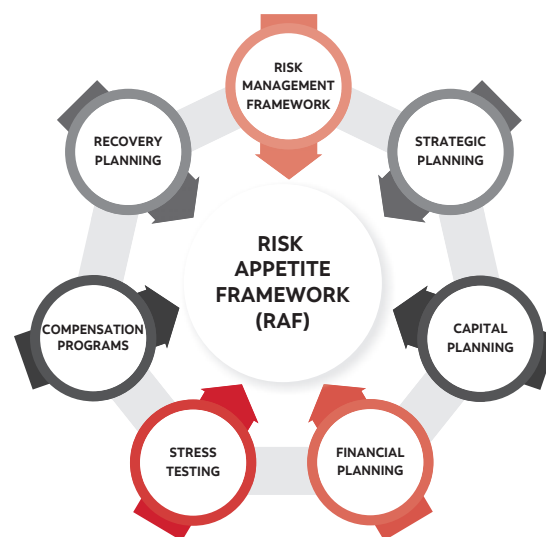 RISK
MANAGEMENT
FRAMEWORK
RECOVERY
PLANNING
STRATEGIC
PLANNING
RISK
APPETITE
FRAMEWORK
(RAF)
COMPENSATION
PROGRAMS
CAPITAL
PLANNING
STRESS
TESTING
FINANCIAL
PLANNING